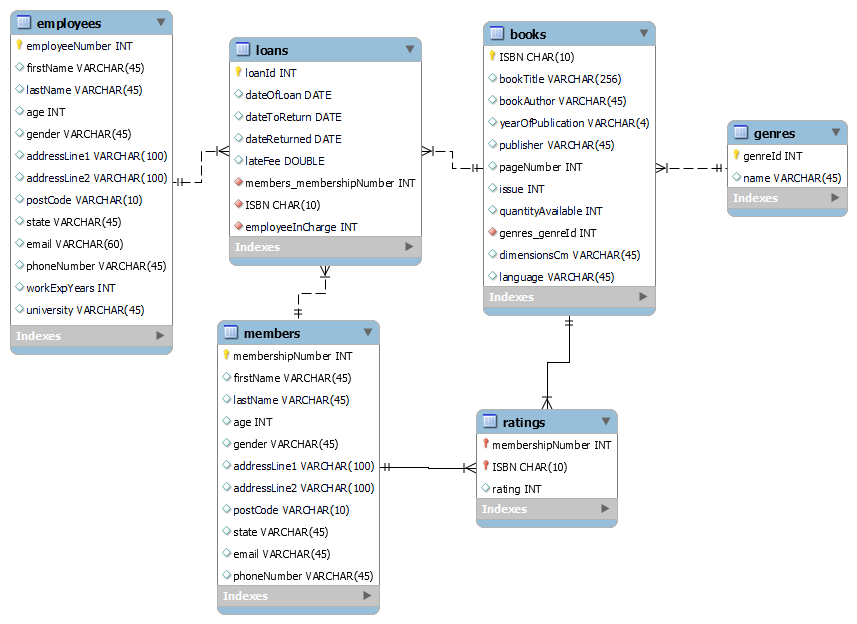 employees
employeeNumber INT
firstName VARCHAR(45)
lastName VARCHAR(45)
age INT
gender VARCHAR(45)
addressLine1 VARCHAR(100)
addressLine2 VARCHAR(100)
postCode VARCHAR(10)
state VARCHAR(45)
email VARCHAR(60)
phoneNumber VARCHAR(45)
workExpYears INT
university VARCHAR(45)
Indexes
loans
loanId INT
dateOfLoan DATE
dateToReturn DATE
dateReturned DATE
lateFee DOUBLE
members_membershipNumber INT
ISBN CHAR(10)
employeeInCharge INT
Indexes
books
ISBN CHAR(10)
bookTitle VARCHAR(256)
bookAuthor VARCHAR(45)
yearOfPublication VARCHAR(4)
publisher VARCHAR(45)
pageNumber INT
issue INT
quantityAvailable INT
genres_genreId INT
dimensionsCm VARCHAR(45)
language VARCHAR(45)
Indexes
genres
genreId INT
name VARCHAR(45)
Indexes
members
membershipNumber INT
firstName VARCHAR(45)
lastName VARCHAR(45)
age INT
gender VARCHAR(45)
addressLine1 VARCHAR(100)
addressLine2 VARCHAR(100)
postCode VARCHAR(10)
state VARCHAR(45)
email VARCHAR(45)
phoneNumber VARCHAR(45)
Indexes
ratings
membershipNumber INT
ISBN CHAR(10)
rating INT
Indexes